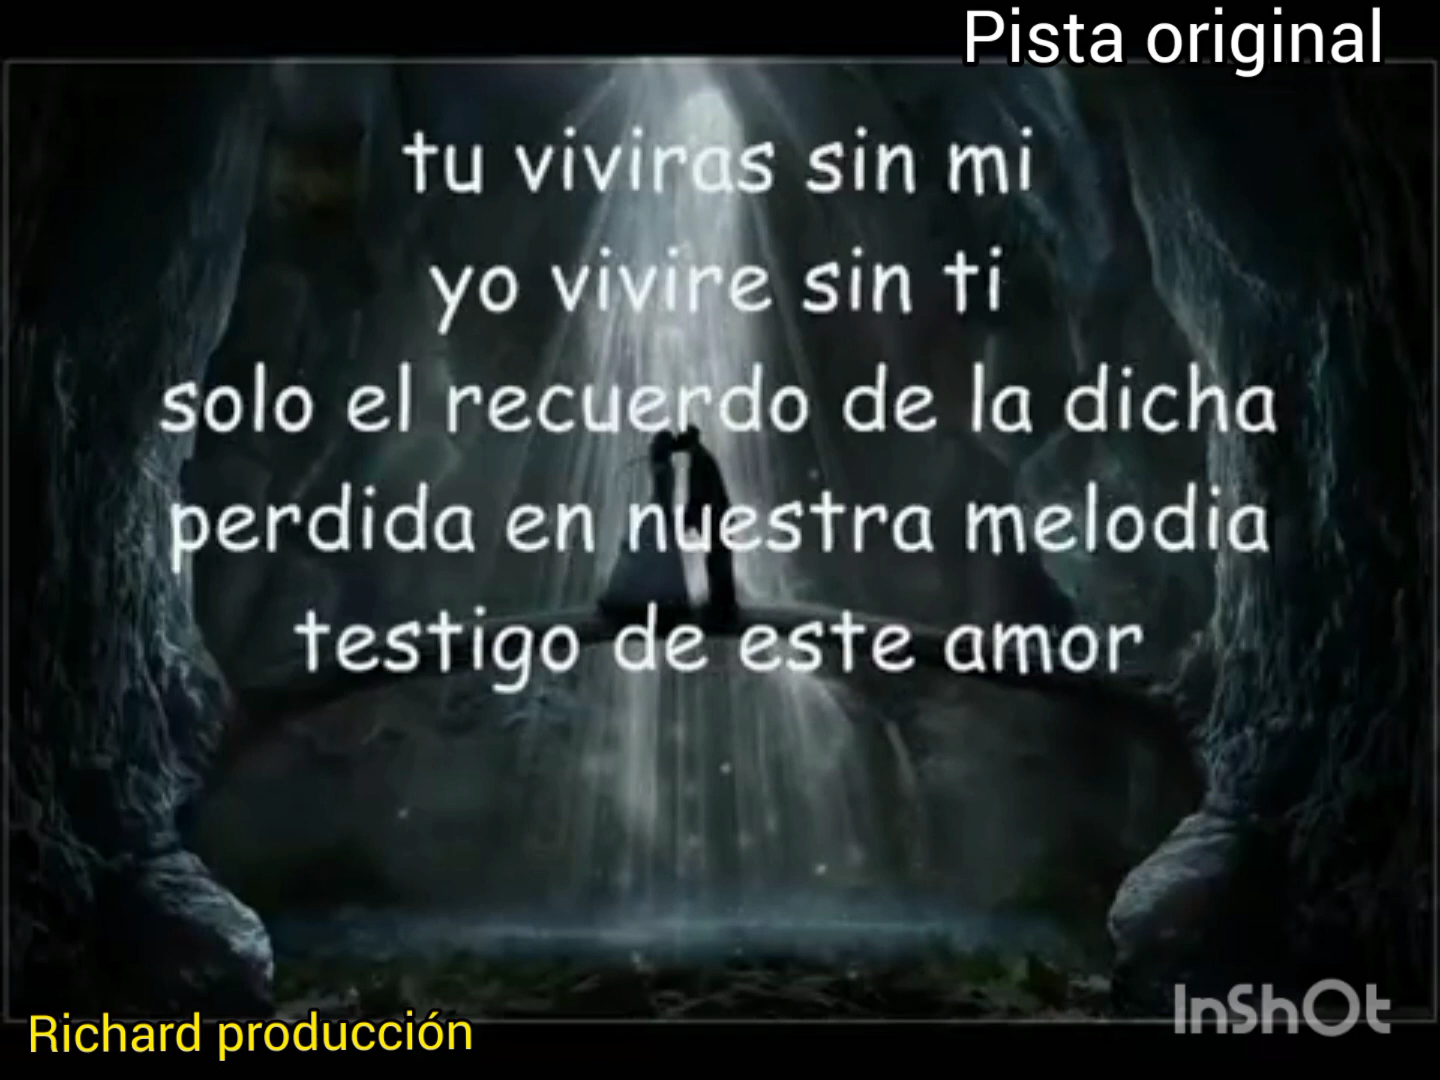 Pista original
tu viviras sin mi
yo vivire sin ti
solo el recuerdo de la dicha
perdida en nuestra melodia
testigo de este amor
Richard producción
InShOt